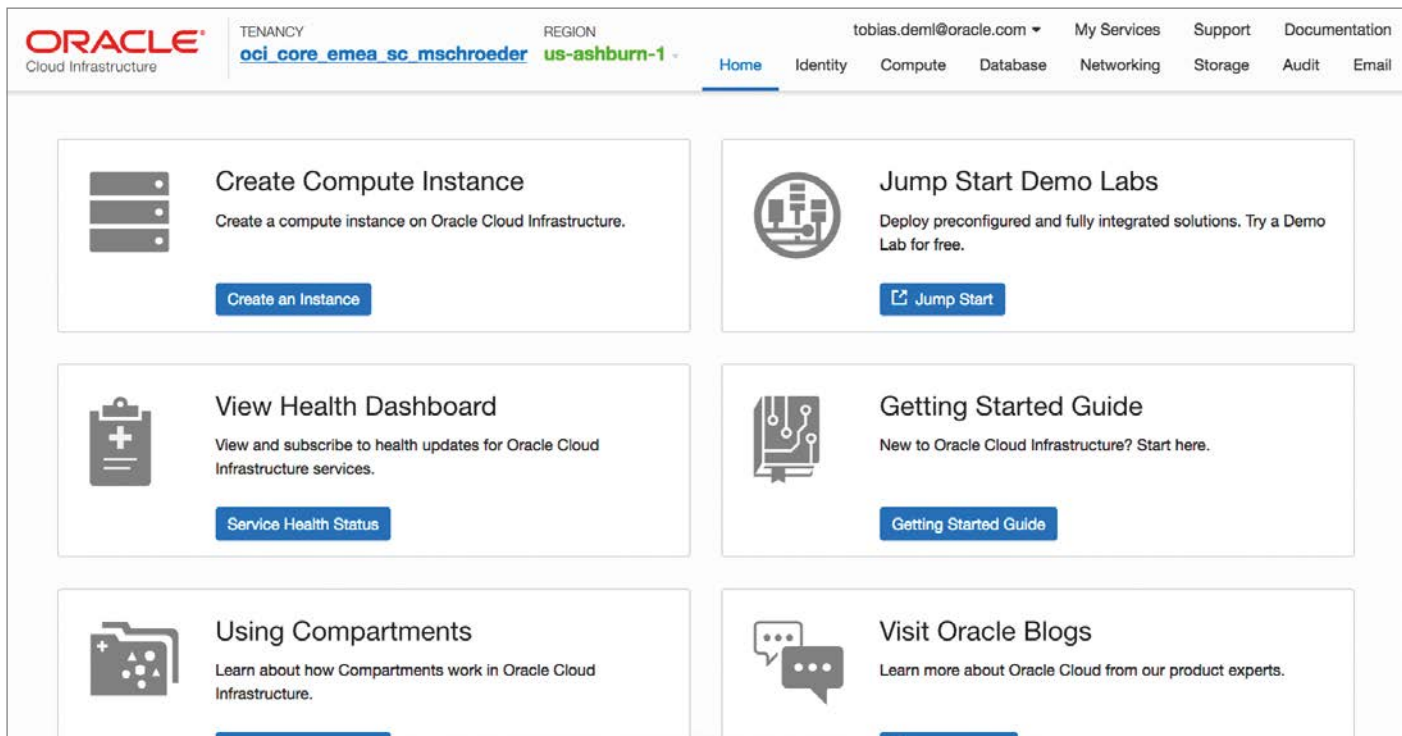 ORACLE®
Cloud Infrastructure
TENANCY
oci_core_emea_sc_mschroeder
REGION
us-ashburn-1
tobias.deml@oracle.com
My Services
Support
Documentation
Home
Identity
Compute
Database
Networking
Storage
Audit
Email
Create Compute Instance
Create a compute instance on Oracle Cloud Infrastructure.
Create an Instance
Jump Start Demo Labs
Deploy preconfigured and fully integrated solutions. Try a Demo
Lab for free.
Jump Start
View Health Dashboard
View and subscribe to health updates for Oracle Cloud
Infrastructure services.
Service Health Status
Getting Started Guide
New to Oracle Cloud Infrastructure? Start here.
Getting Started Guide
Using Compartments
Learn about how Compartments work in Oracle Cloud
Infrastructure.
Visit Oracle Blogs
Learn more about Oracle Cloud from our product experts.